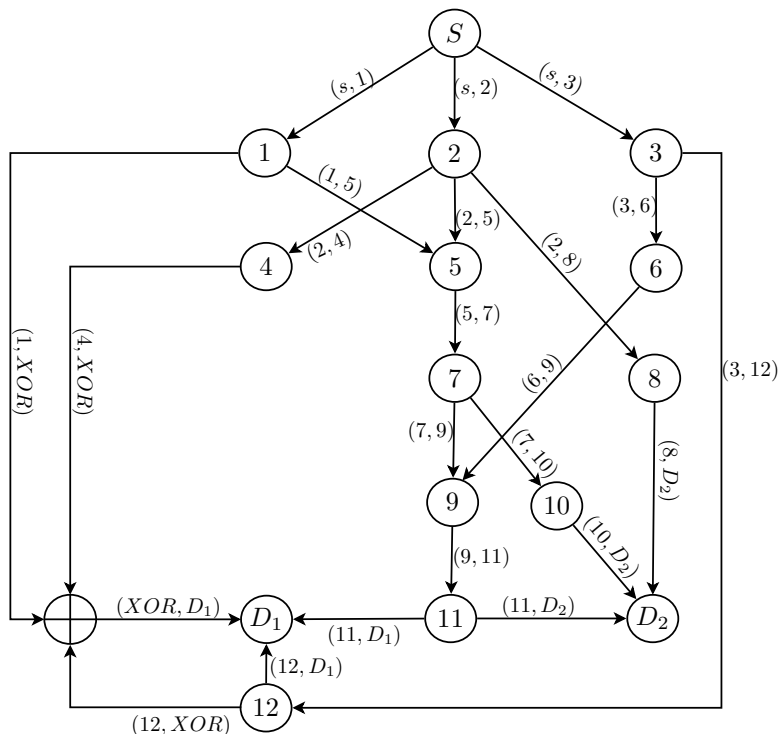 S
(s, 1)
(s, 2)
(s, 3)
1
2
3
(1, 5)
(2, 4)
(2, 5)
(2, 8)
(3, 6)
4
5
6
(5, 7)
(1, XOR)
(4, XOR)
(3, 12)
7
8
(6, 9)
(7, 9)
(7, 10)
(8, D₂)
9
10
(9, 11)
(10, D₂)
(XOR, D₁)
D₁
(11, D₁)
11
(11, D₂)
D₂
(12, D₁)
12
(12, XOR)